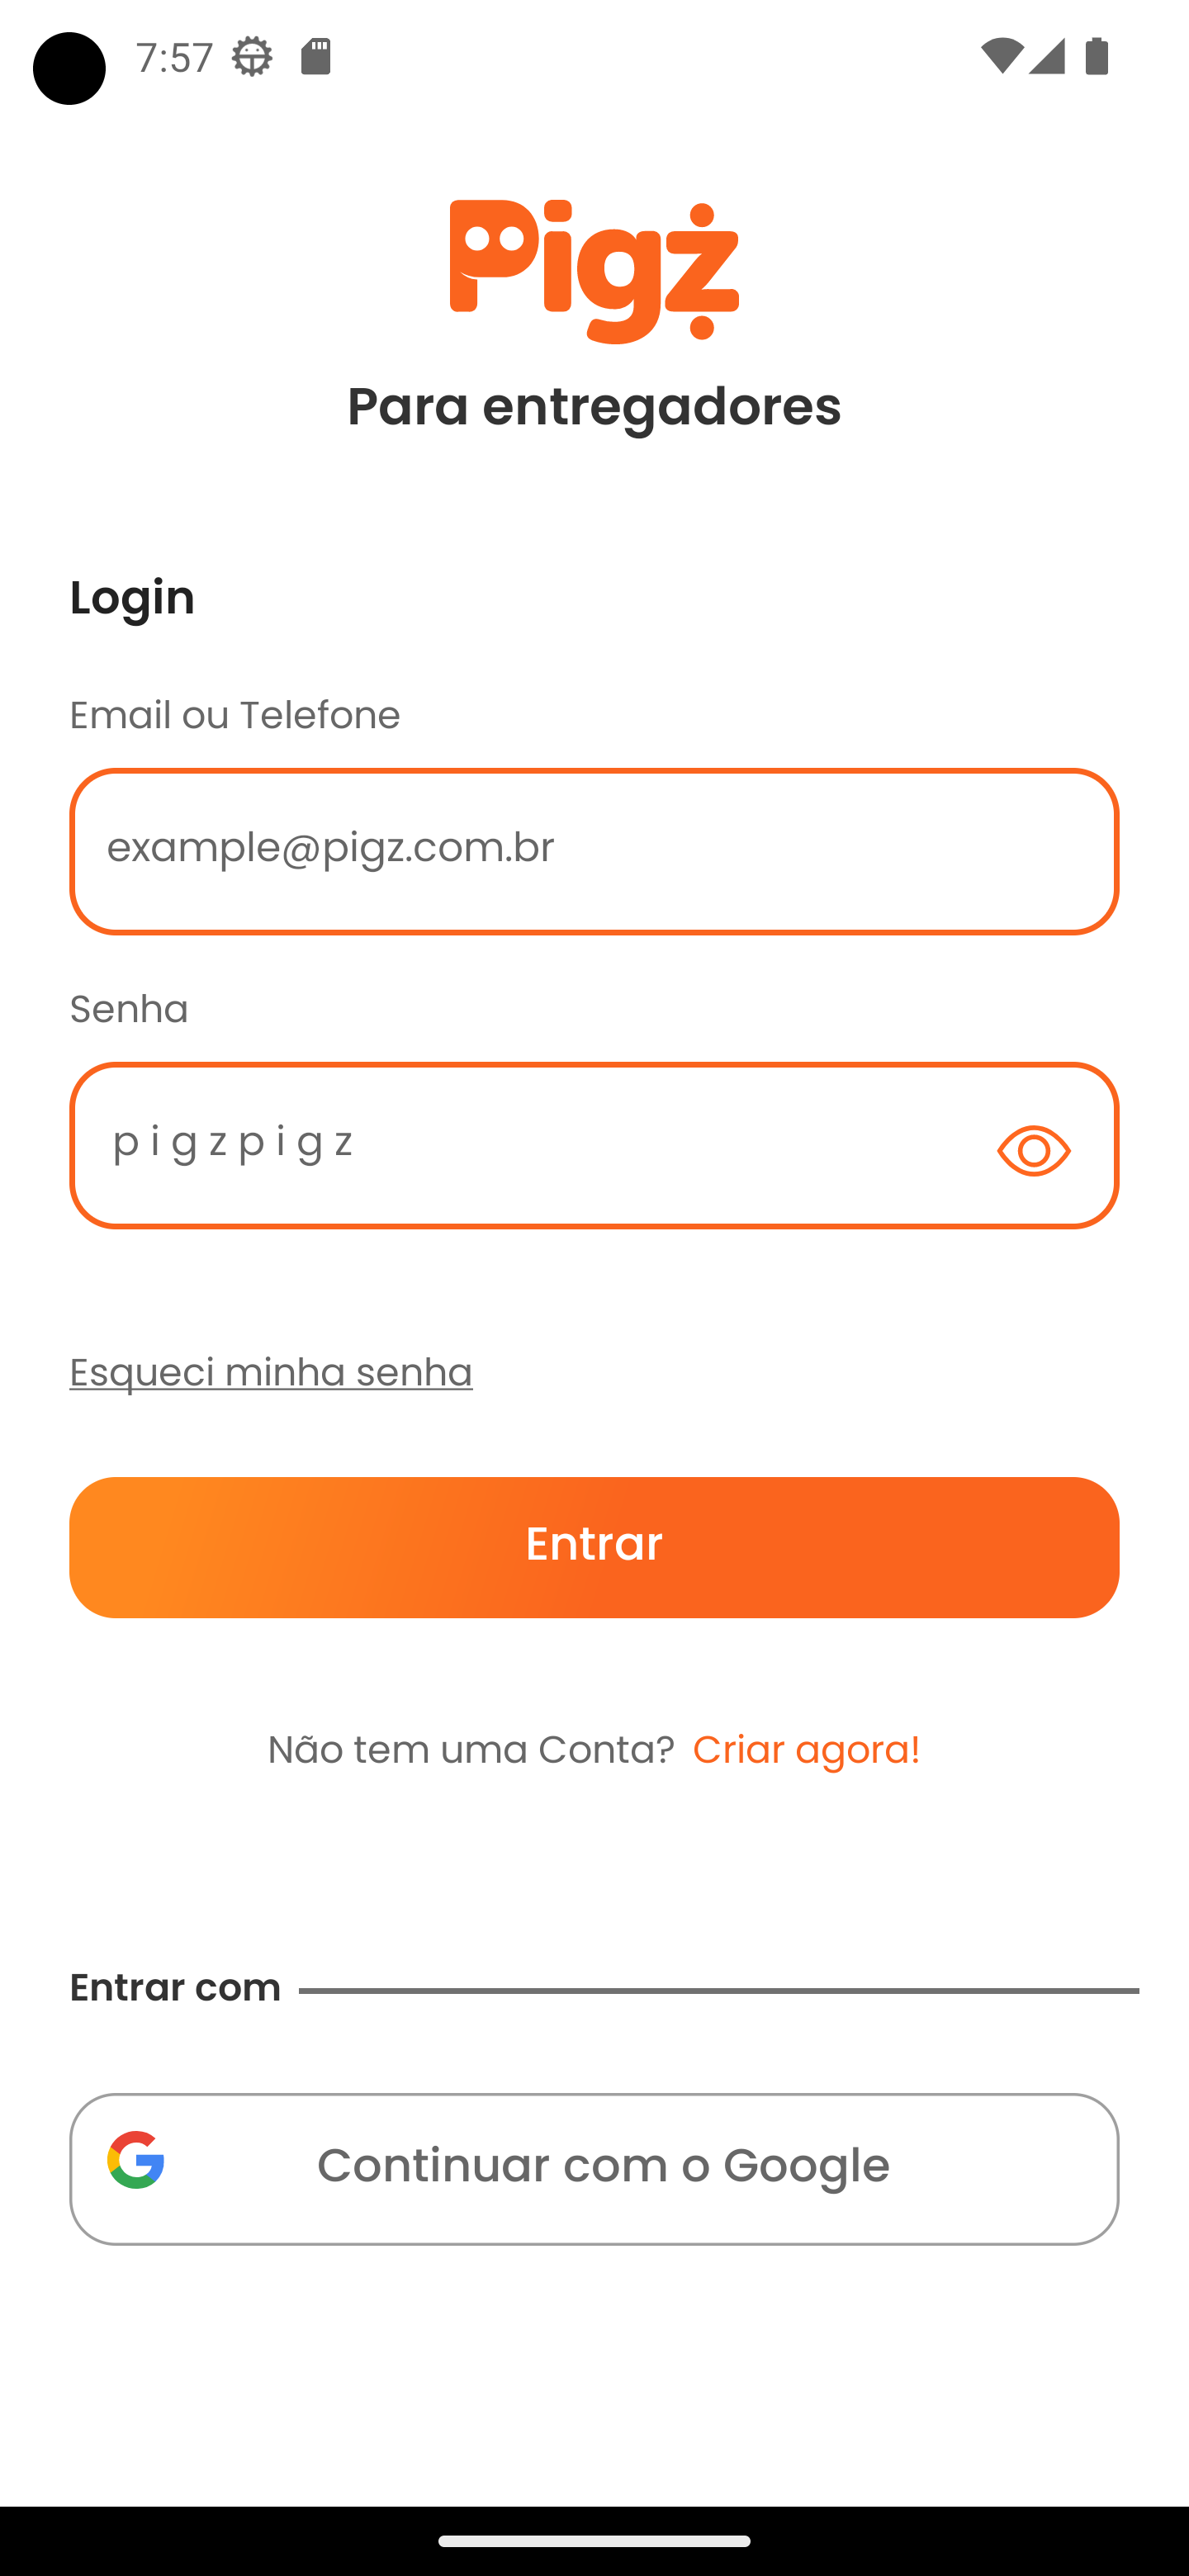 7:57
Pigz
Para entregadores
Login
Email ou Telefone
example@pigz.com.br
Senha
pigzpigz
Esqueci minha senha
Entrar
Não tem uma Conta? Criar agora!
Entrar com
Continuar com o Google